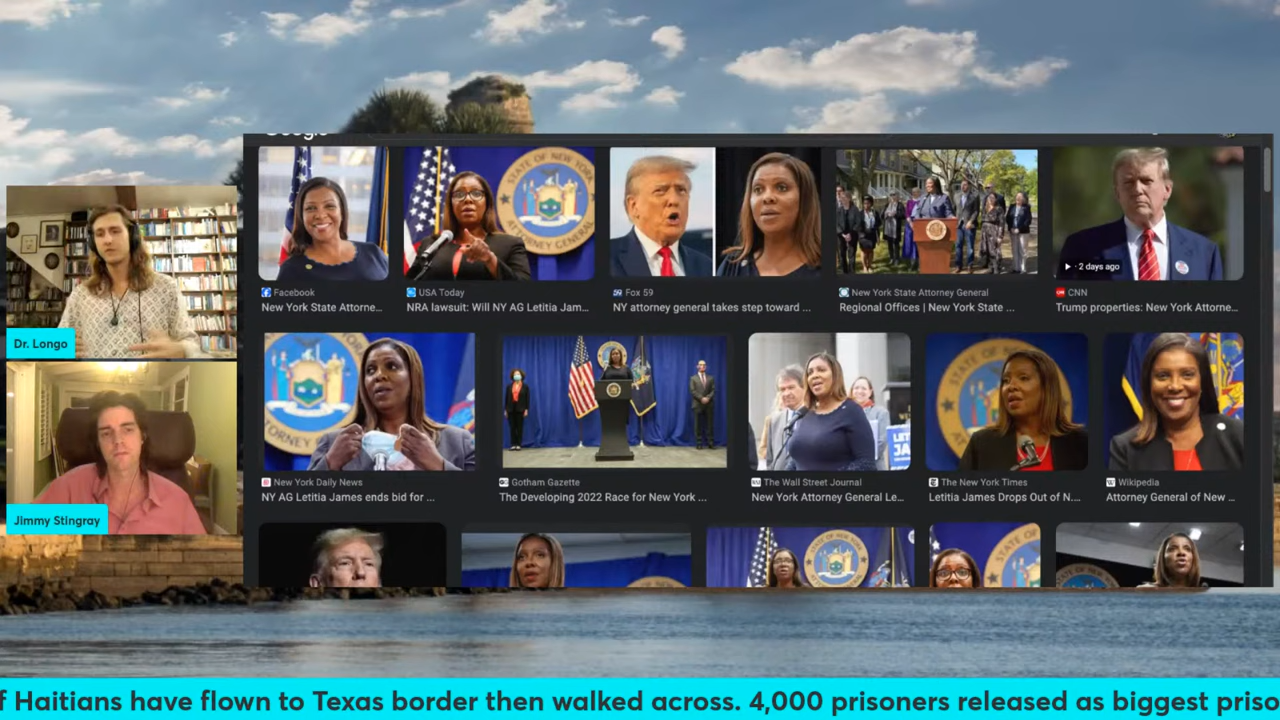 Google
Facebook
New York State Attorne...
USA Today
NRA lawsuit: Will NY AG Letitia Jam...
Fox 59
NY attorney general takes step toward ...
New York State Attorney General
Regional Offices | New York State ...
2 days ago
CNN
Trump properties: New York Attorne...
Dr. Longo
New York Daily News
NY AG Letitia James ends bid for ...
Gotham Gazette
The Developing 2022 Race for New York ...
The Wall Street Journal
New York Attorney General Le...
The New York Times
Letitia James Drops Out of N....
Wikipedia
Attorney General of New ...
Jimmy Stingray
f Haitians have flown to Texas border then walked across. 4,000 prisoners released as biggest priso